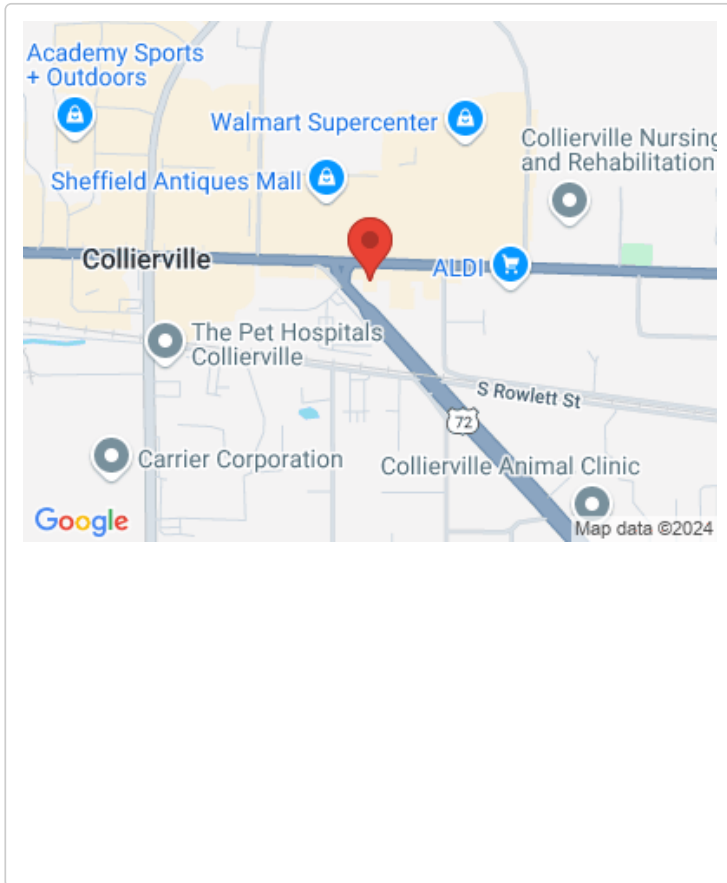 Academy Sports
+ Outdoors
Walmart Supercenter
Collierville Nursing
and Rehabilitation
Sheffield Antiques Mall
Collierville
ALDI
The Pet Hospitals
Collierville
S Rowlett St
72
Carrier Corporation
Collierville Animal Clinic
Google
Map data ©2024